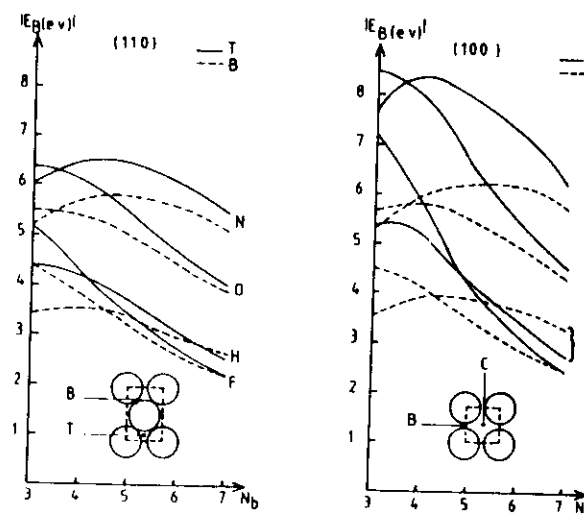 |E_B(ev)|
(110)
T
B
8
7
6
5
4
3
2
1
N
O
H
F
B
T
3 4 5 6 7 N_b
|E_B(ev)|
(100)
8
7
6
5
4
3
2
1
C
B
3 4 5 6 7 N